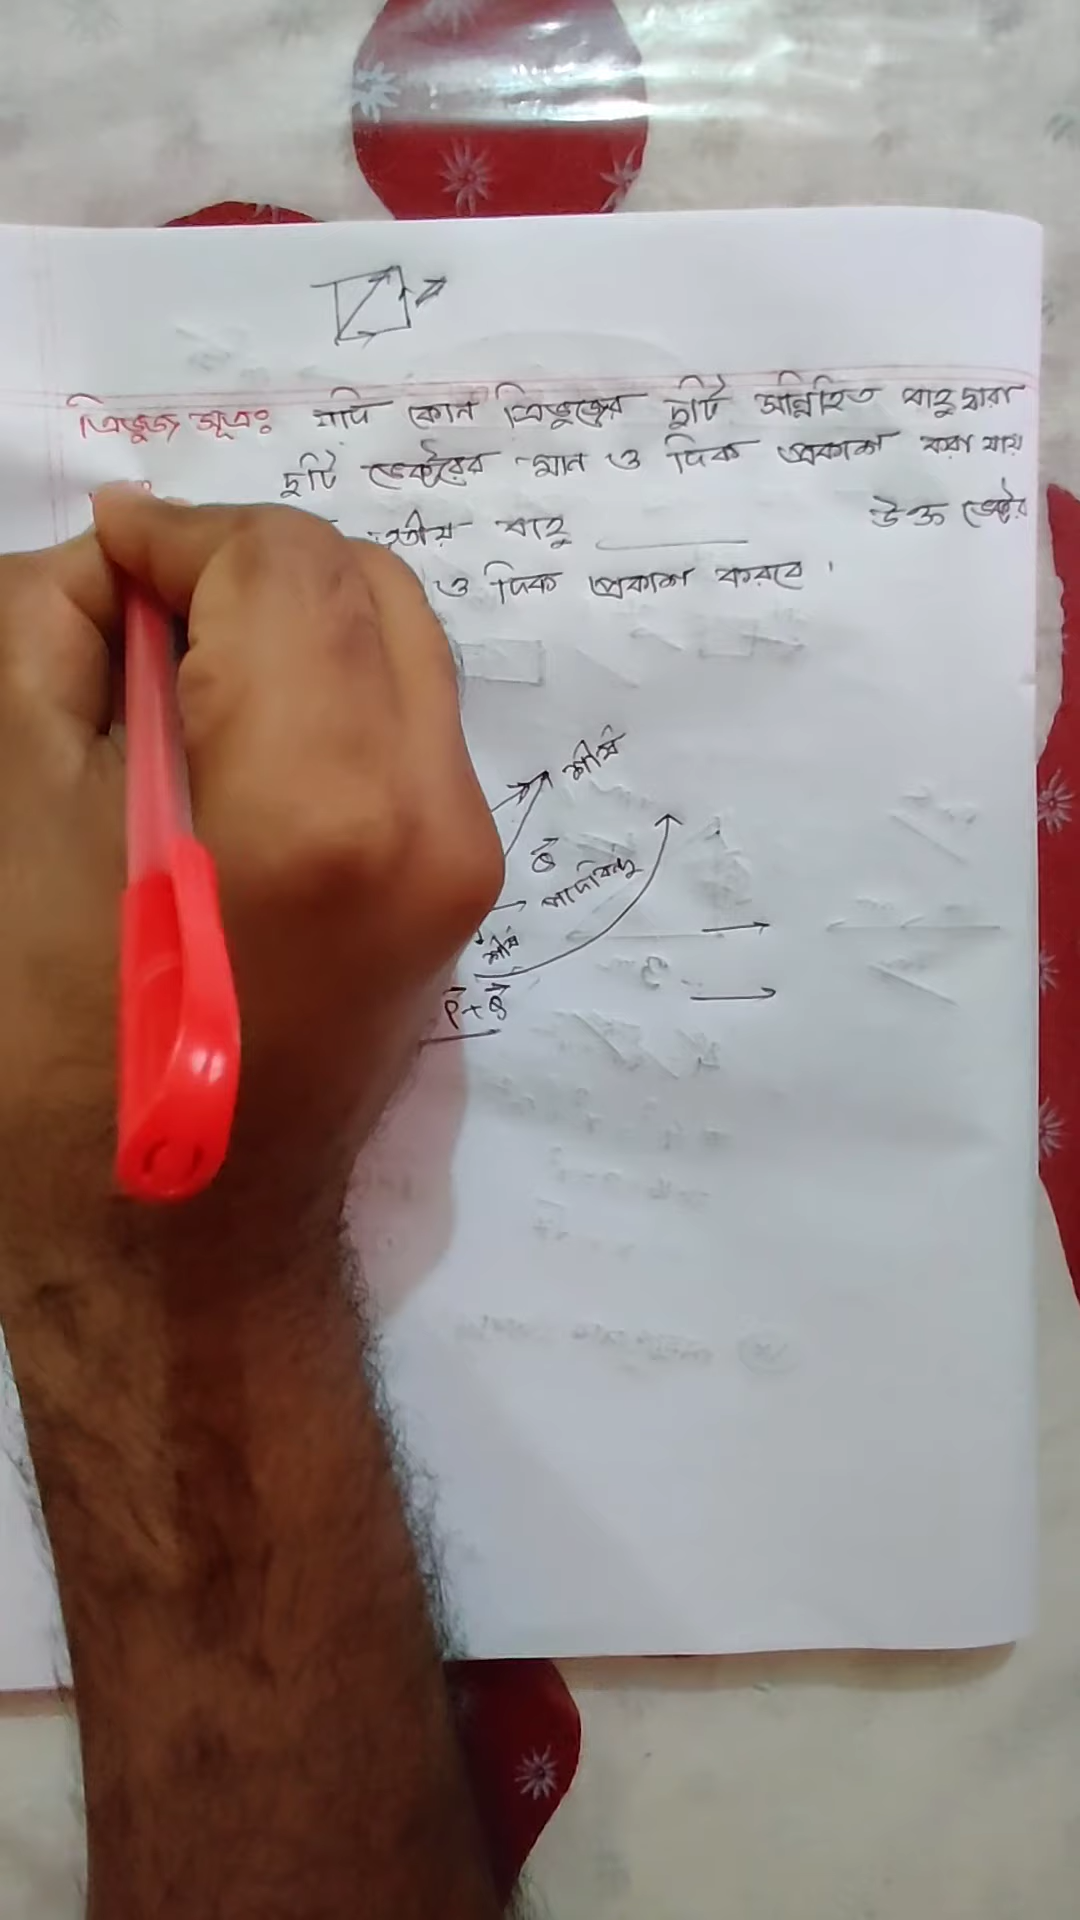 ত্রিভুজ সূত্রঃ যদি কোন ত্রিভুজের দুটি সন্নিহিত বাহু দ্বারা
দুটি ভেক্টরের মান ও দিক প্রকাশ করা যায়
তৃতীয় বাহু উক্ত ভেক্টর
ও দিক প্রকাশ করবে।
শীর্ষ
Q⃗
পাদবিন্দু
শীর্ষ
P⃗+Q⃗